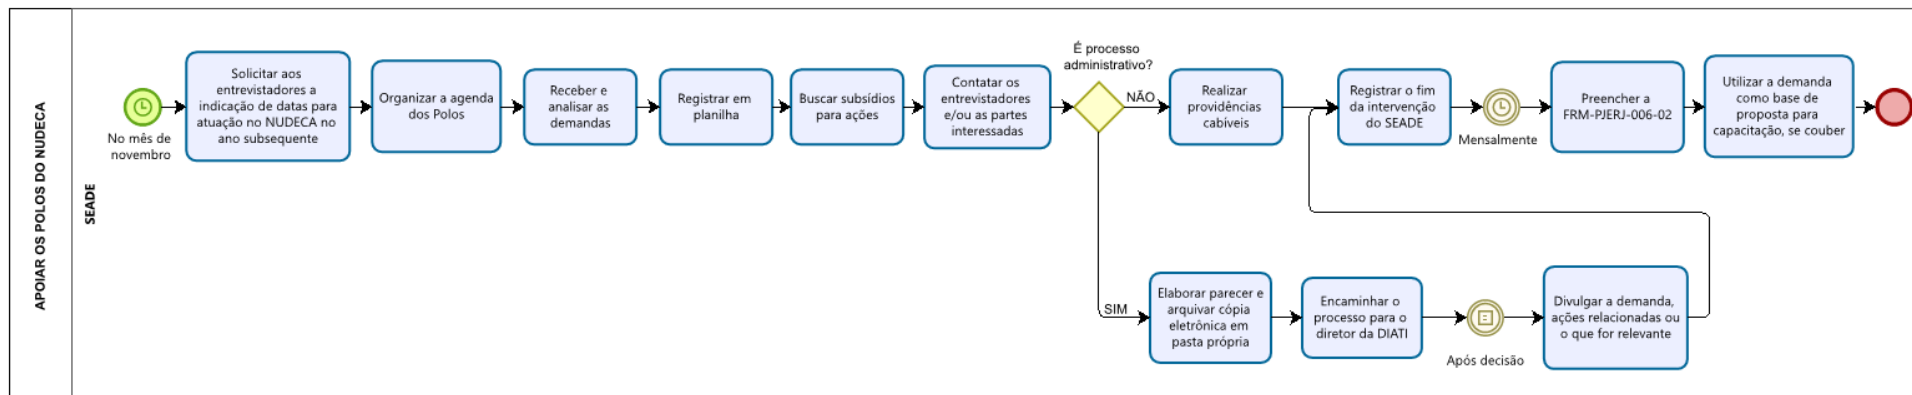 APOIAR OS POLOS DO NUDECA
SEADE
No mês de
novembro
Solicitar aos
entrevistadores a
indicação de datas para
atuação no NUDECA no
ano subsequente
Organizar a agenda
dos Polos
Receber e
analisar as
demandas
Registrar em
planilha
Buscar subsídios
para ações
Contatar os
entrevistadores
e/ou as partes
interessadas
É processo
administrativo?
NÃO
Realizar
providências
cabíveis
Registrar o fim
da intervenção
do SEADE
Mensalmente
Preencher a
FRM-PJERJ-006-02
Utilizar a demanda
como base de
proposta para
capacitação, se couber
SIM
Elaborar parecer e
arquivar cópia
eletrônica em
pasta própria
Encaminhar o
processo para o
diretor da DIATI
Após decisão
Divulgar a demanda,
ações relacionadas ou
o que for relevante